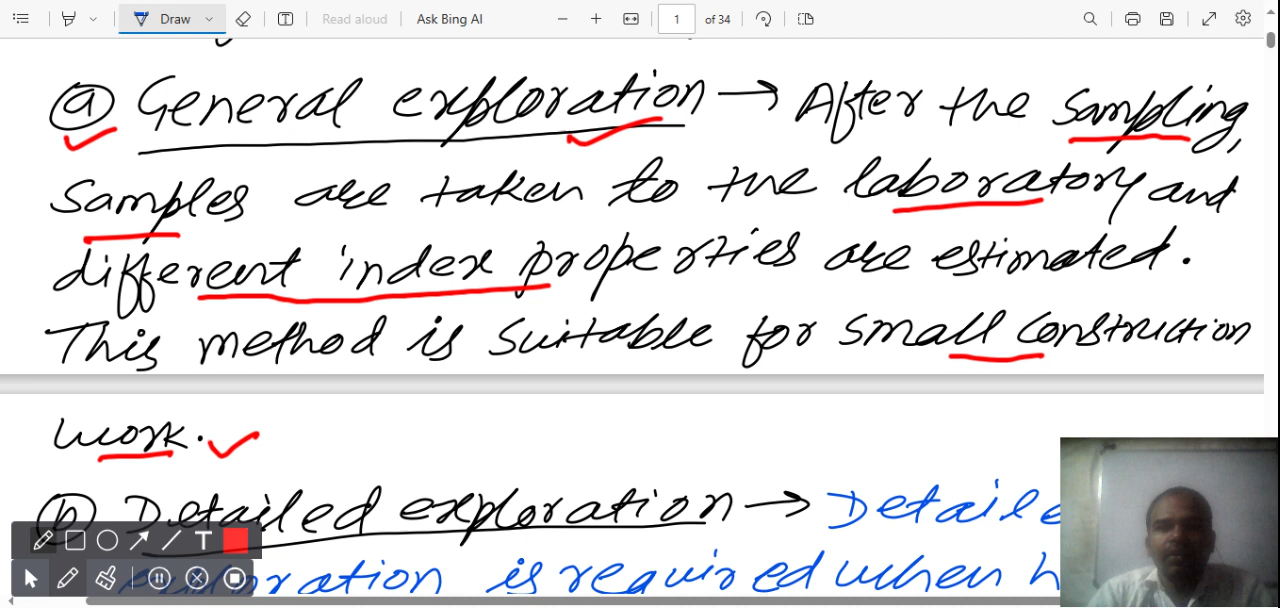 Draw
Read aloud
Ask Bing AI
1
of 34
ⓐ General exploration → After the sampling,
Samples are taken to the laboratory and
different index properties are estimated.
This method is suitable for small construction
work.
ⓑ Detailed exploration → Detaile
exploration is required when h
T